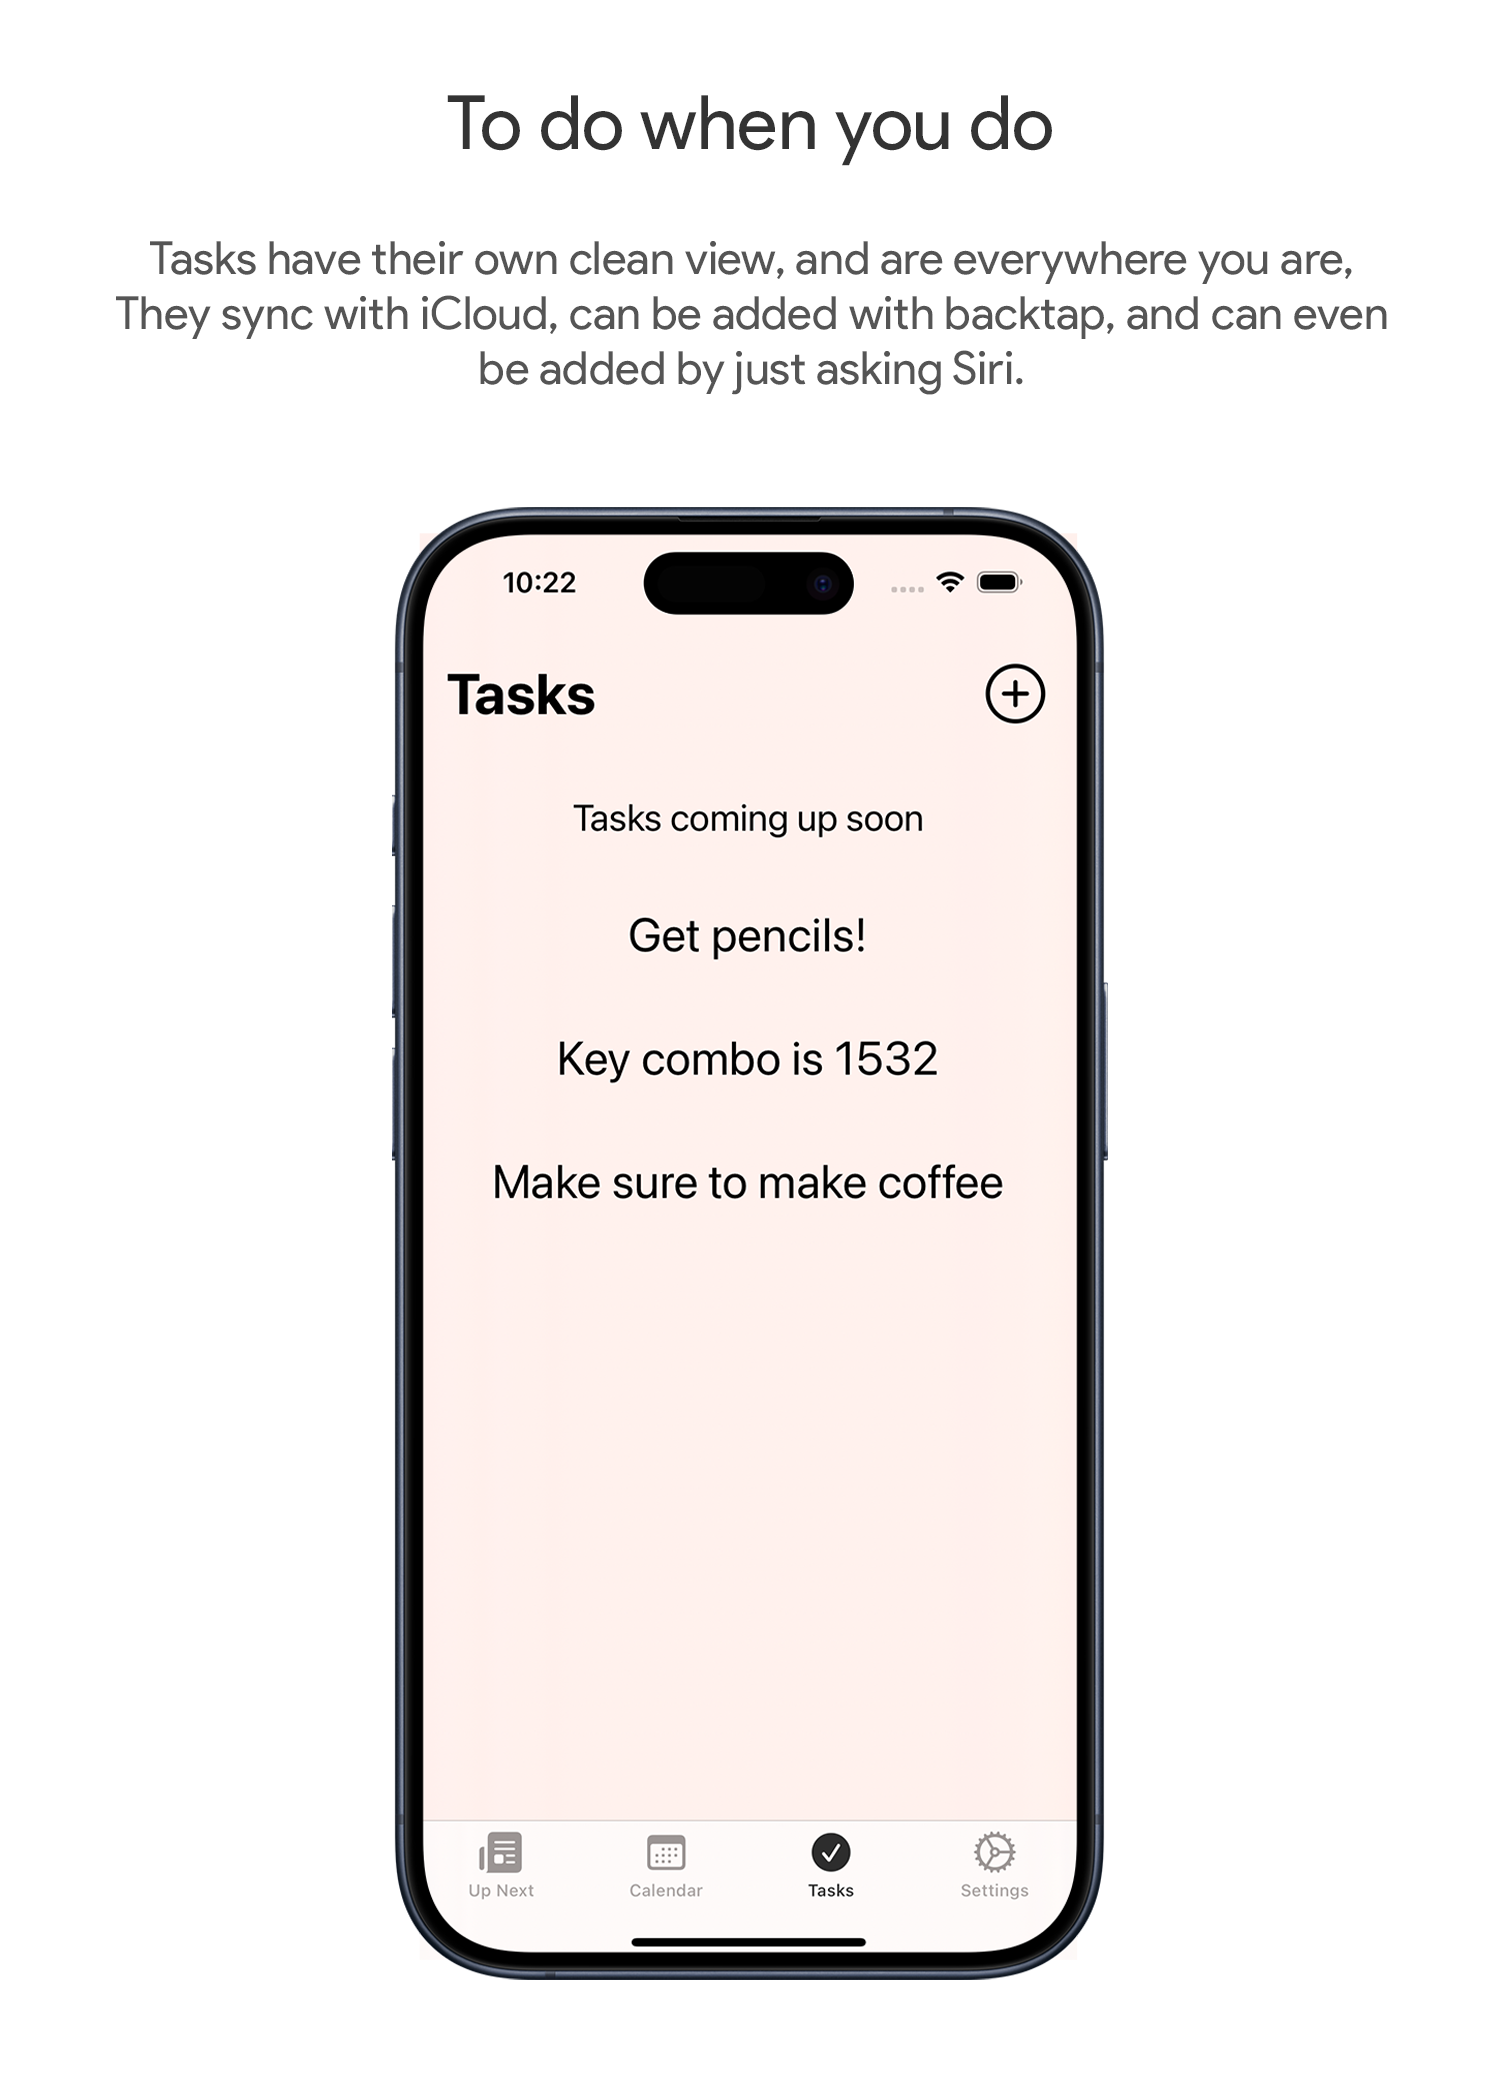 To do when you do
Tasks have their own clean view, and are everywhere you are,
They sync with iCloud, can be added with backtap, and can even
be added by just asking Siri.
10:22
Tasks
Tasks coming up soon
Get pencils!
Key combo is 1532
Make sure to make coffee
Up Next
Calendar
Tasks
Settings